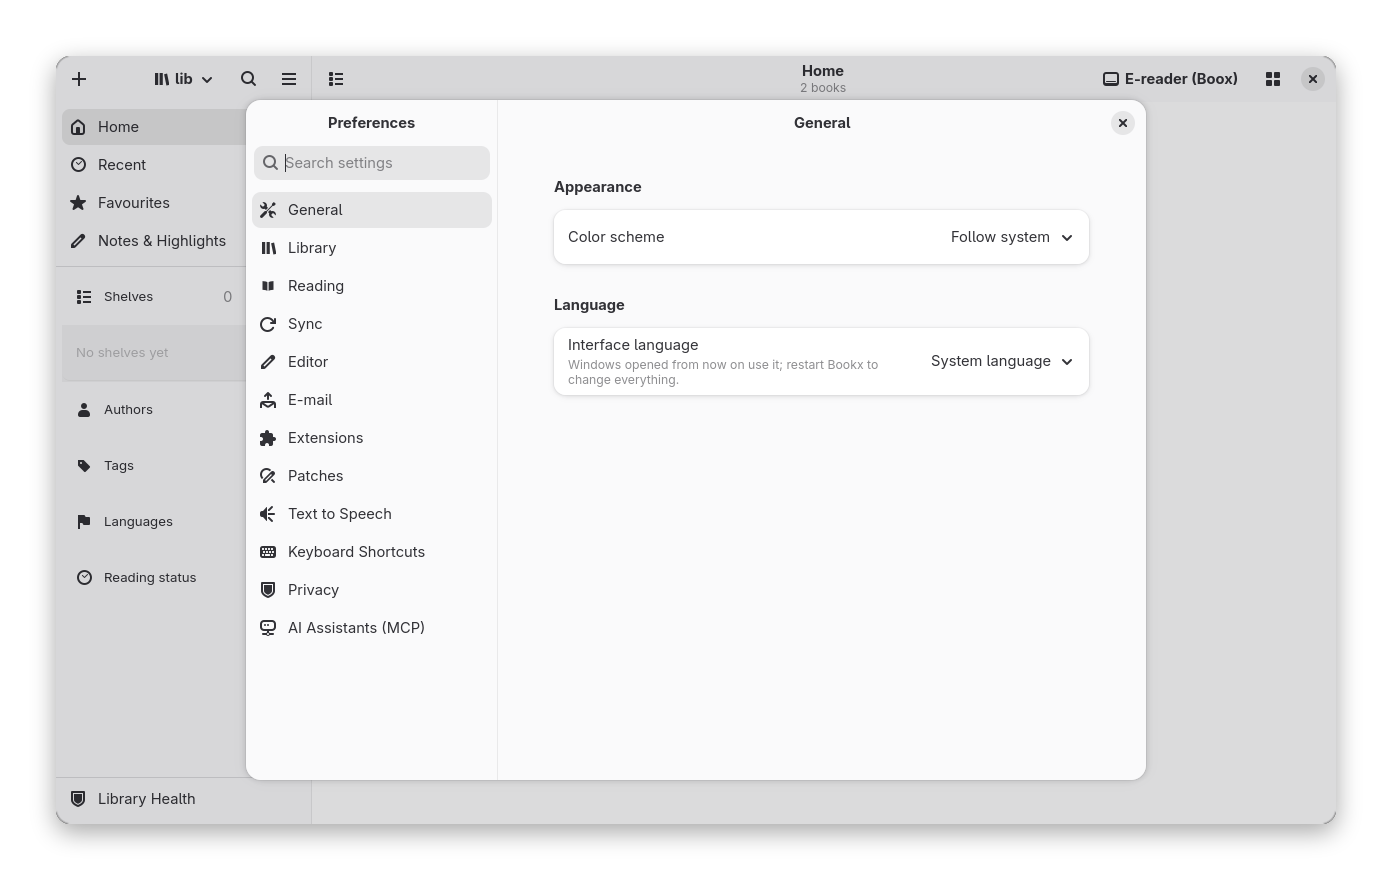 lib
Home
2 books
E-reader (Boox)
Home
Recent
Favourites
Notes & Highlights
Shelves 0
No shelves yet
Authors
Tags
Languages
Reading status
Library Health
Preferences
Search settings
General
Library
Reading
Sync
Editor
E-mail
Extensions
Patches
Text to Speech
Keyboard Shortcuts
Privacy
AI Assistants (MCP)
General
Appearance
Color scheme Follow system
Language
Interface language
Windows opened from now on use it; restart Bookx to
change everything.
System language